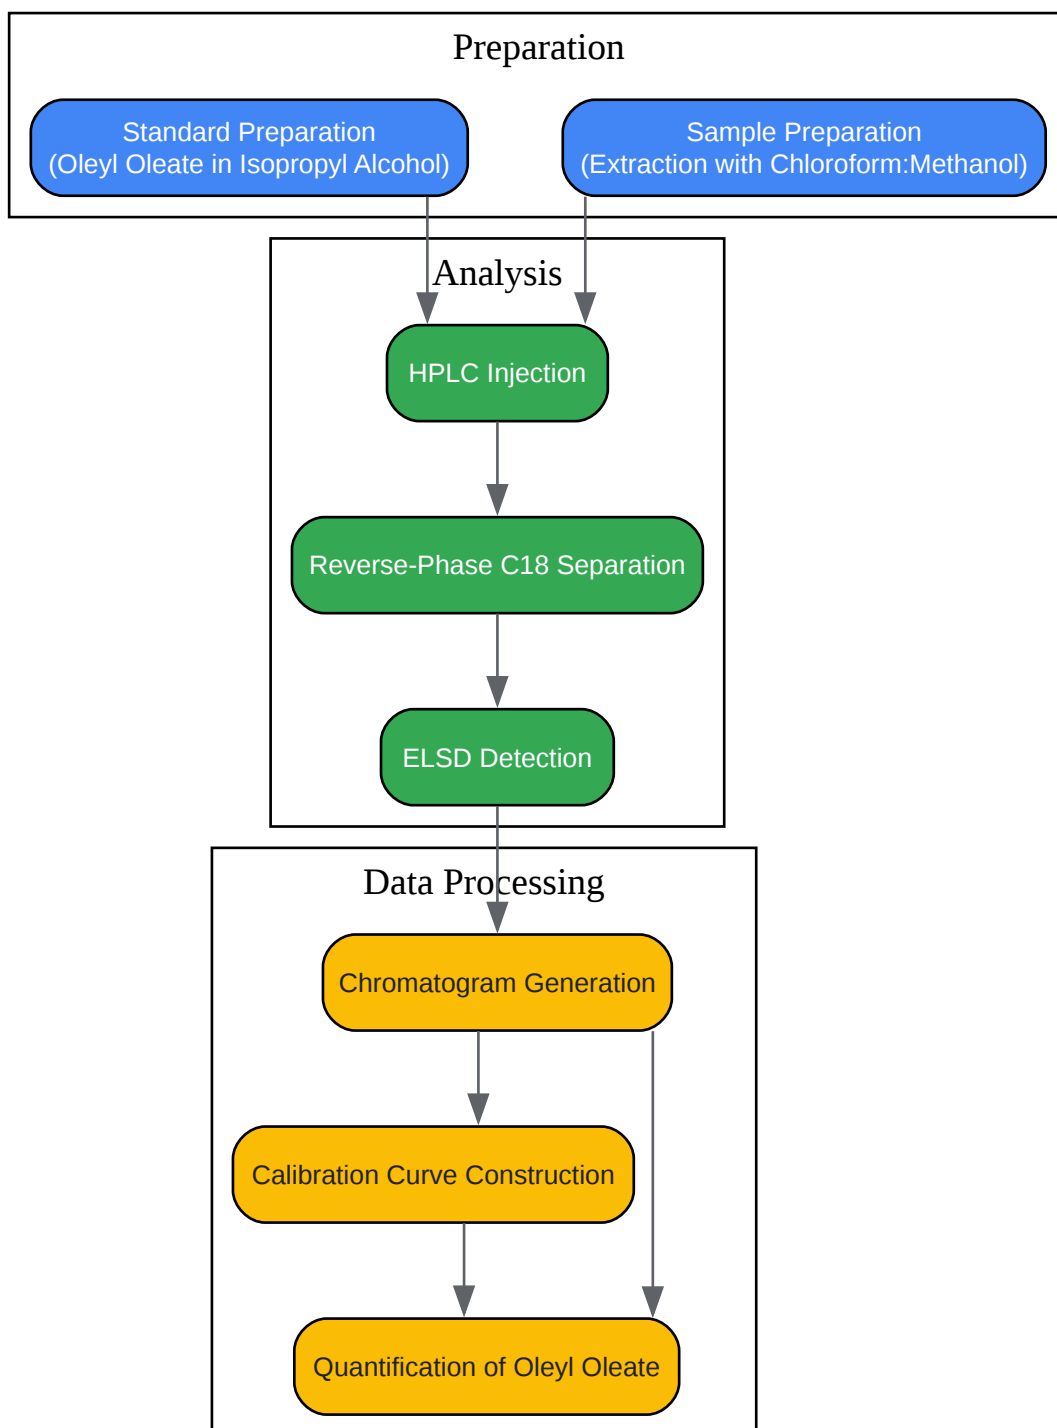 Preparation
Standard Preparation
(Oleyl Oleate in Isopropyl Alcohol)
Sample Preparation
(Extraction with Chloroform:Methanol)
Analysis
HPLC Injection
Reverse-Phase C18 Separation
ELSD Detection
Data Processing
Chromatogram Generation
Calibration Curve Construction
Quantification of Oleyl Oleate